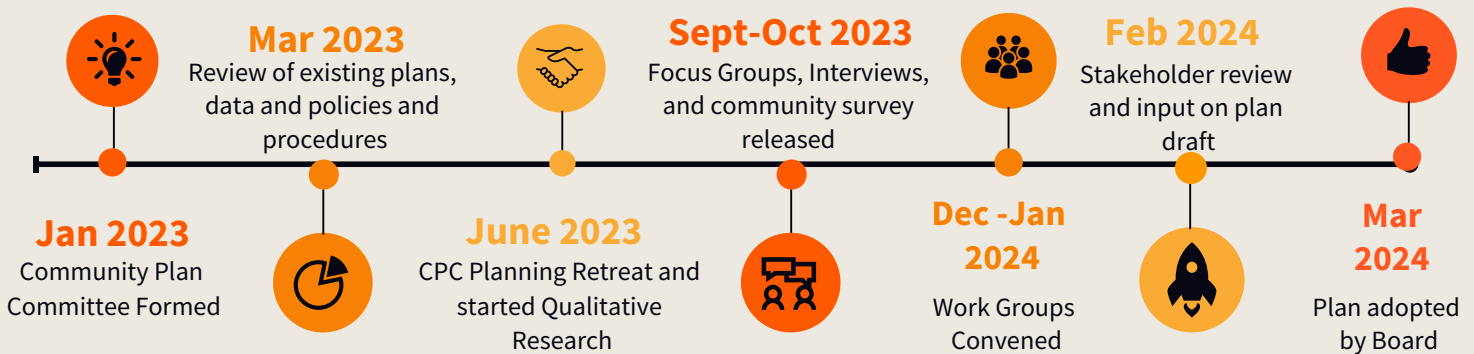 Jan 2023
Community Plan
Committee Formed
Mar 2023
Review of existing plans,
data and policies and
procedures
June 2023
CPC Planning Retreat and
started Qualitative
Research
Sept-Oct 2023
Focus Groups, Interviews,
and community survey
released
Dec -Jan
2024
Work Groups
Convened
Feb 2024
Stakeholder review
and input on plan
draft
Mar
2024
Plan adopted
by Board